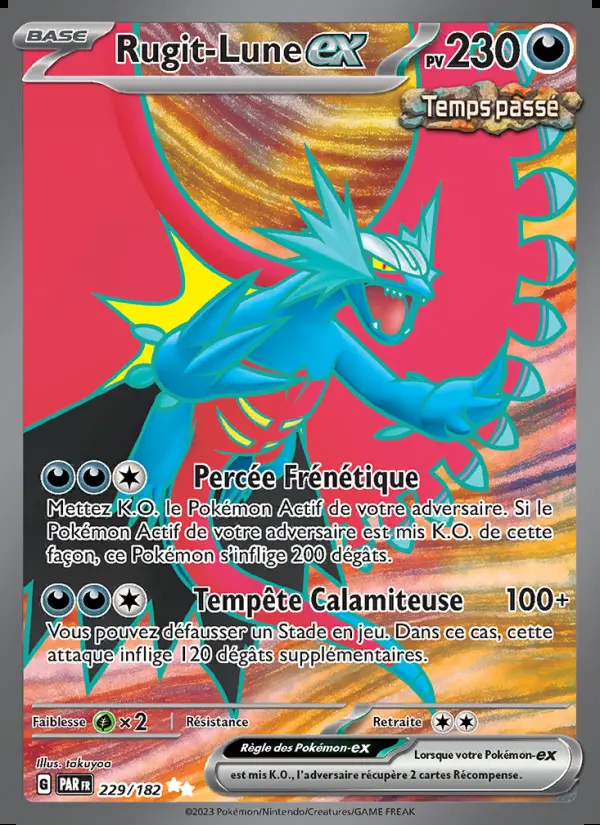 BASE Rugit-Lune ex PV 230
Temps passé
Percée Frénétique
Mettez K.O. le Pokémon Actif de votre adversaire. Si le
Pokémon Actif de votre adversaire est mis K.O. de cette
façon, ce Pokémon s'inflige 200 dégâts.
Tempête Calamiteuse 100+
Vous pouvez défausser un Stade en jeu. Dans ce cas, cette
attaque inflige 120 dégâts supplémentaires.
Faiblesse ×2 Résistance Retraite
Règle des Pokémon-ex Lorsque votre Pokémon-ex
est mis K.O., l'adversaire récupère 2 cartes Récompense.
Illus. takuyoa
G PAR FR 229/182
©2023 Pokémon/Nintendo/Creatures/GAME FREAK